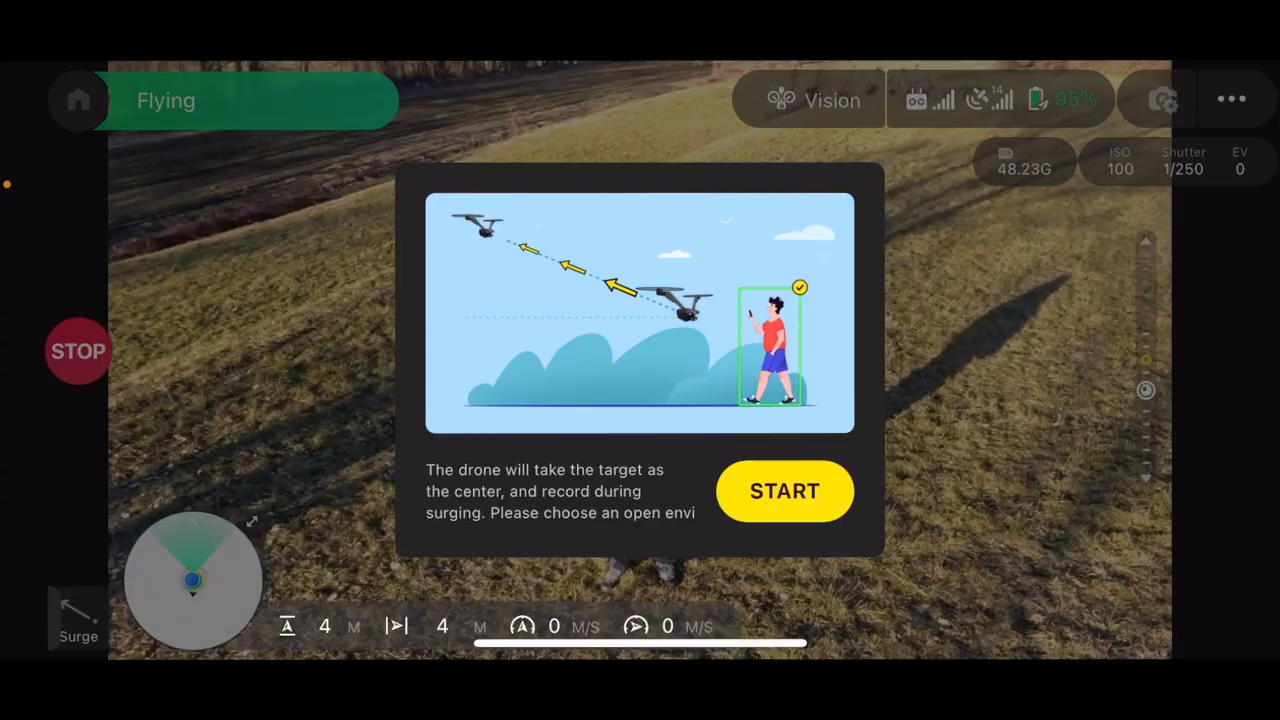 Flying
Vision
14
95%
48.23G
ISO
100
Shutter
1/250
EV
0
STOP
The drone will take the target as
the center, and record during
surging. Please choose an open envi
START
Surge
4 M
4 M
0 M/S
0 M/S